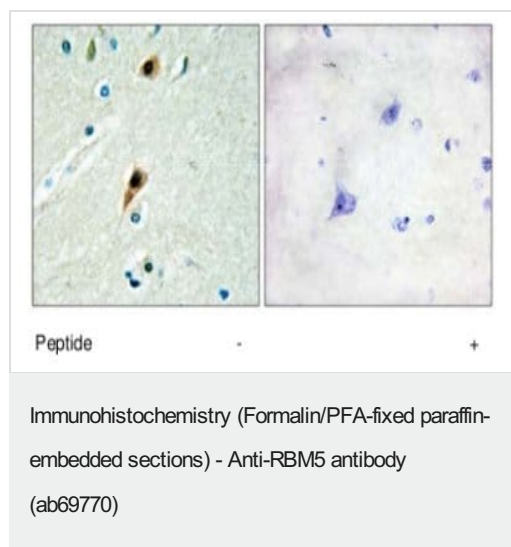 Peptide - +
Immunohistochemistry (Formalin/PFA-fixed paraffin-
embedded sections) - Anti-RBM5 antibody
(ab69770)